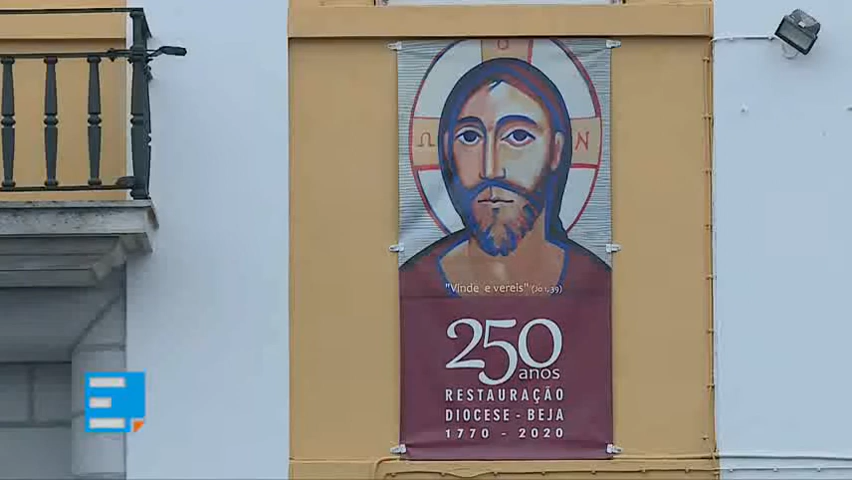 O
Ω N
"Vinde e vereis" (Jo 1,39)
250
anos
RESTAURAÇÃO
DIOCESE - BEJA
1770 - 2020
E